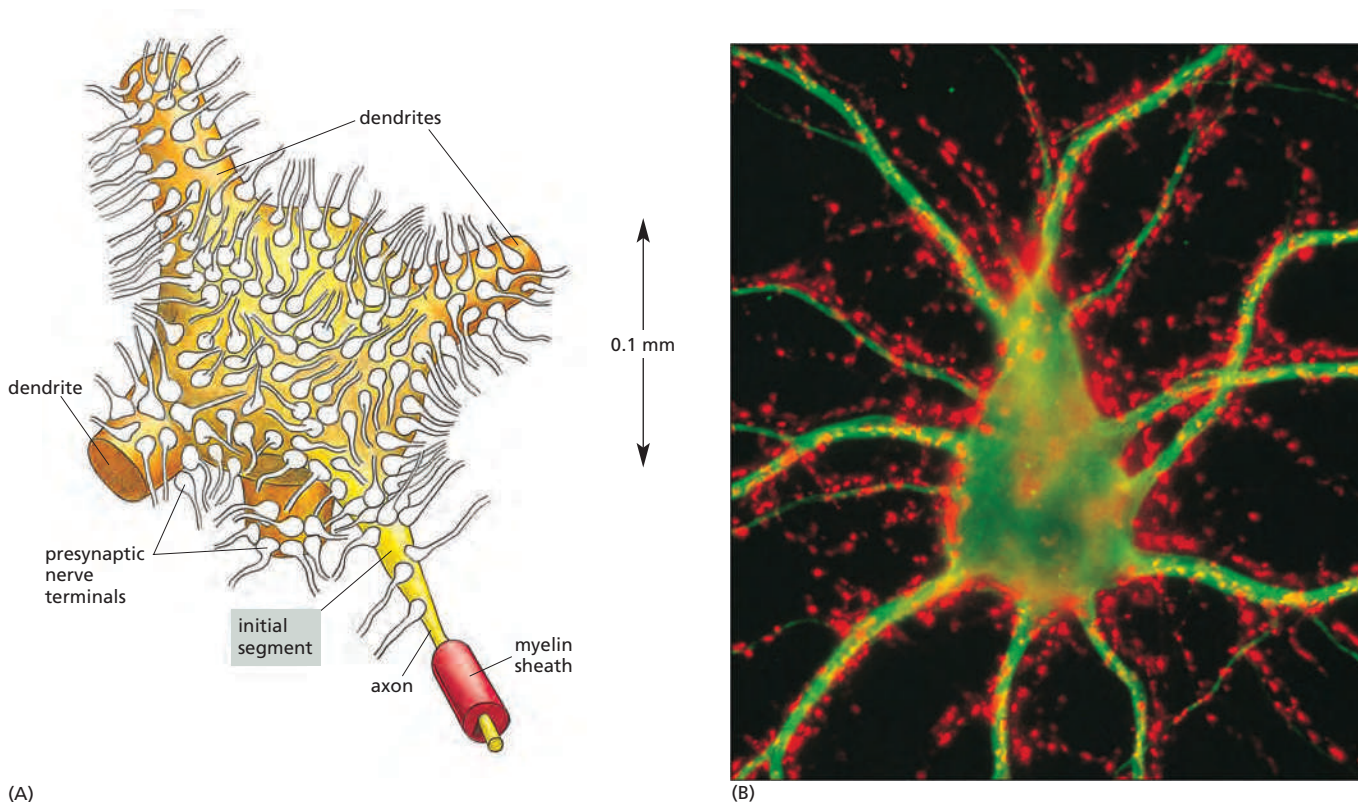 dendrites
0.1 mm
dendrite
presynaptic
nerve
terminals
initial
segment
axon
myelin
sheath
(A)
(B)